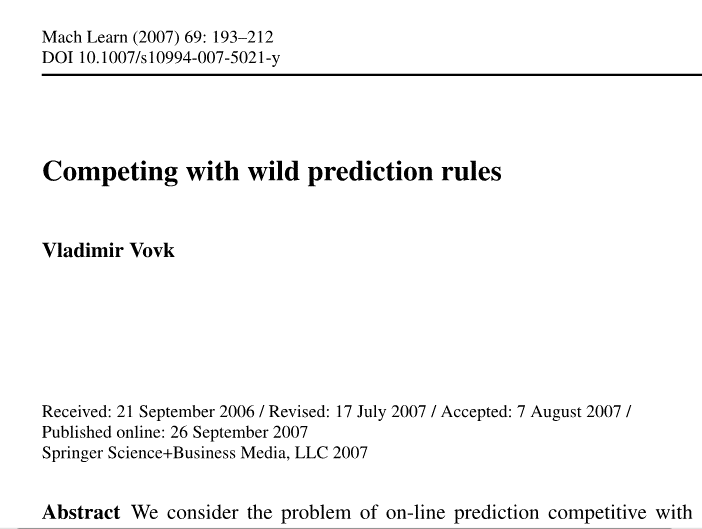 Mach Learn (2007) 69: 193–212
DOI 10.1007/s10994-007-5021-y
Competing with wild prediction rules
Vladimir Vovk
Received: 21 September 2006 / Revised: 17 July 2007 / Accepted: 7 August 2007 /
Published online: 26 September 2007
Springer Science+Business Media, LLC 2007
Abstract We consider the problem of on-line prediction competitive with